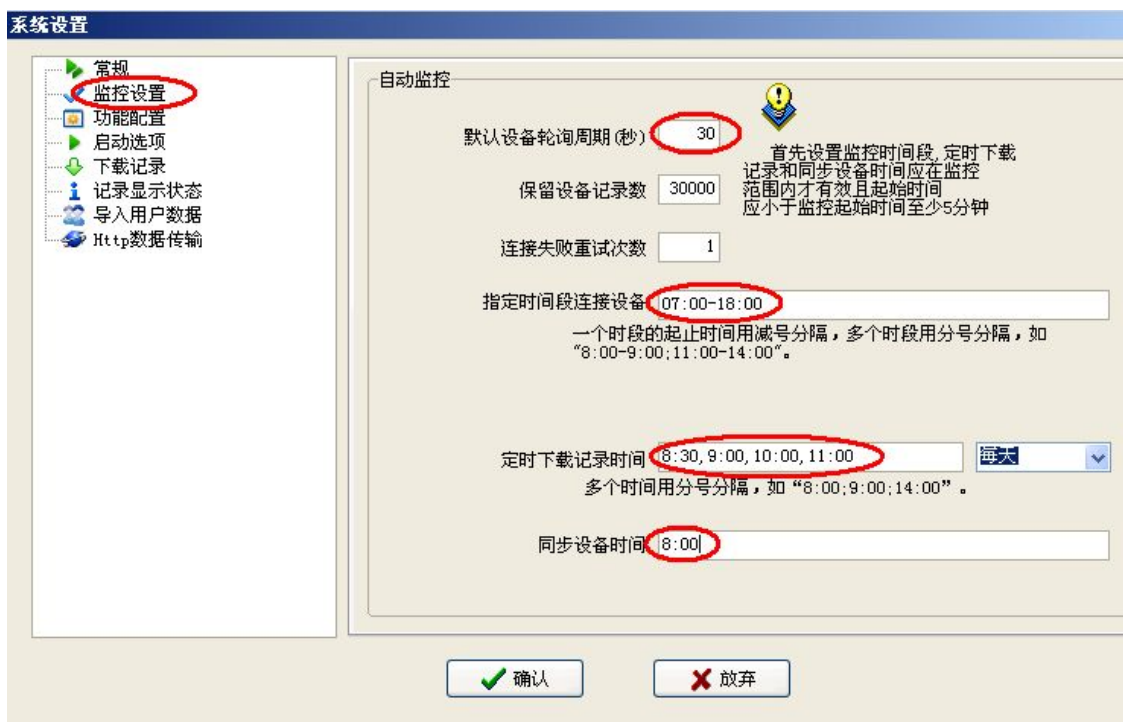 系统设置
常规
监控设置
功能配置
启动选项
下载记录
记录显示状态
导入用户数据
Http数据传输
自动监控
默认设备轮询周期(秒) 30
保留设备记录数 30000
连接失败重试次数 1
首先设置监控时间段,定时下载
记录和同步设备时间应在监控
范围内才有效且起始时间
应小于监控起始时间至少5分钟
指定时间段连接设备 07:00-18:00
一个时段的起止时间用减号分隔，多个时段用分号分隔，如
"8:00-9:00;11:00-14:00"。
定时下载记录时间 8:30,9:00,10:00,11:00 每天
多个时间用分号分隔，如“8:00;9:00;14:00”。
同步设备时间 8:00
确认
放弃